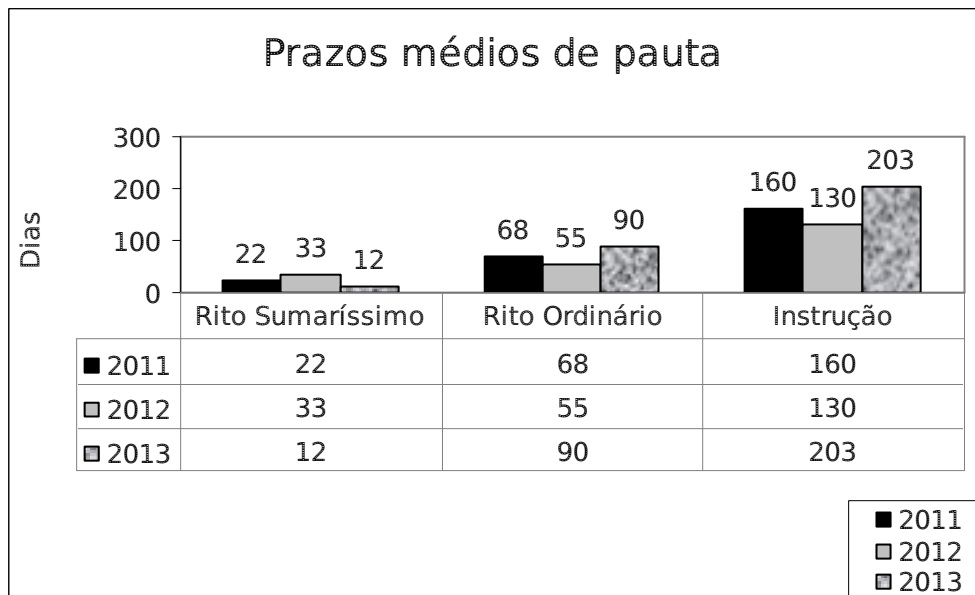 Prazos médios de pauta
Dias
300
200
100
0
22 33 12
68 55 90
160 130 203
Rito Sumaríssimo Rito Ordinário Instrução
2011 22 68 160
2012 33 55 130
2013 12 90 203
2011
2012
2013